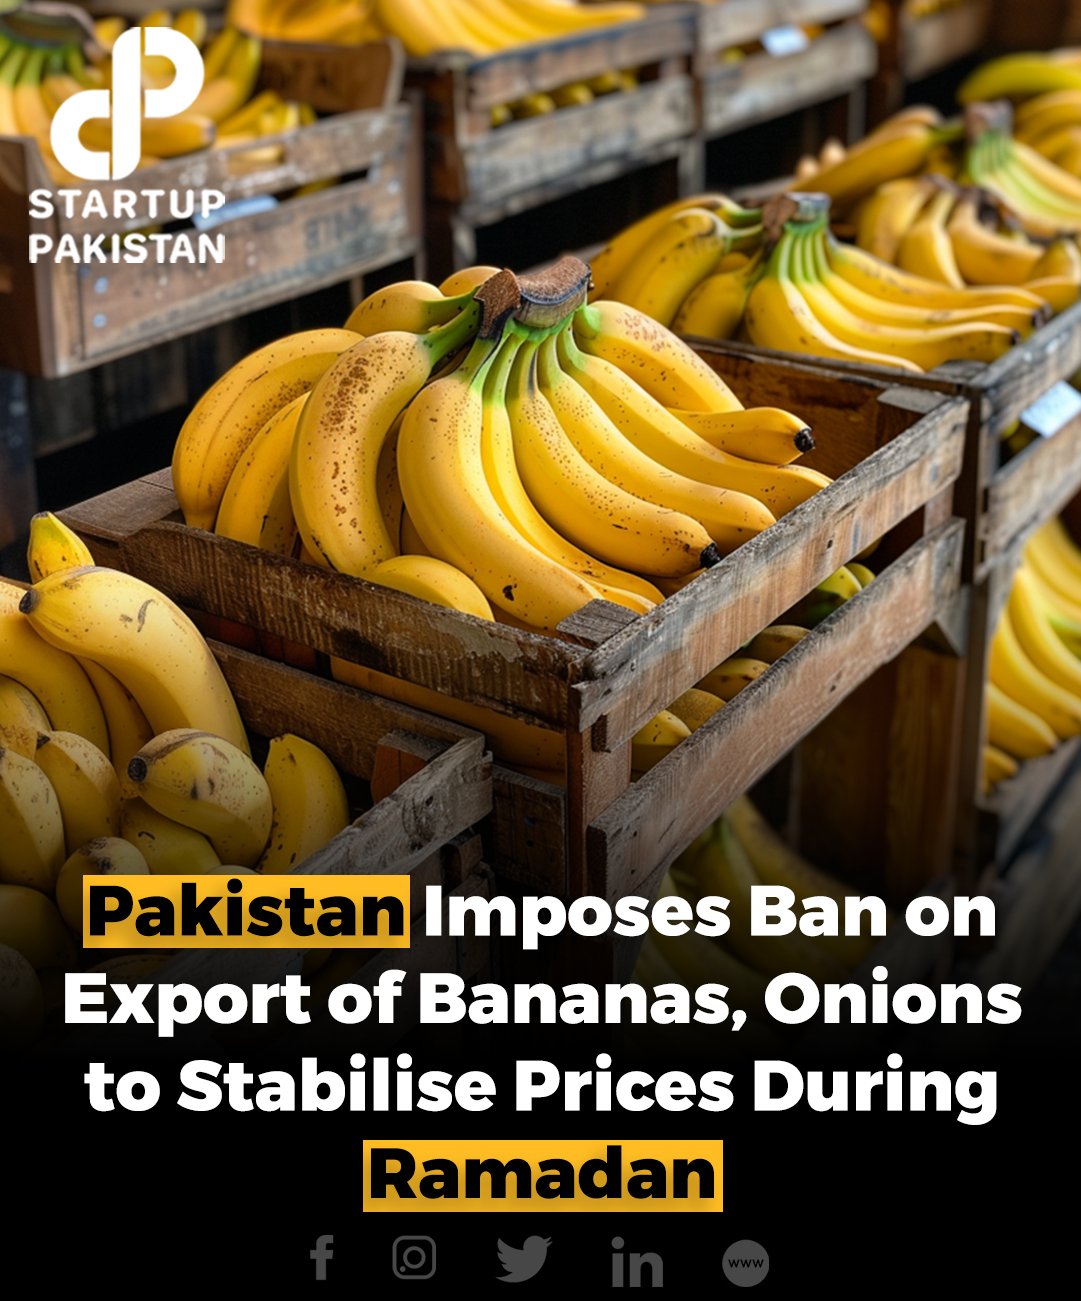 STARTUP
PAKISTAN
Pakistan Imposes Ban on
Export of Bananas, Onions
to Stabilise Prices During
Ramadan
www